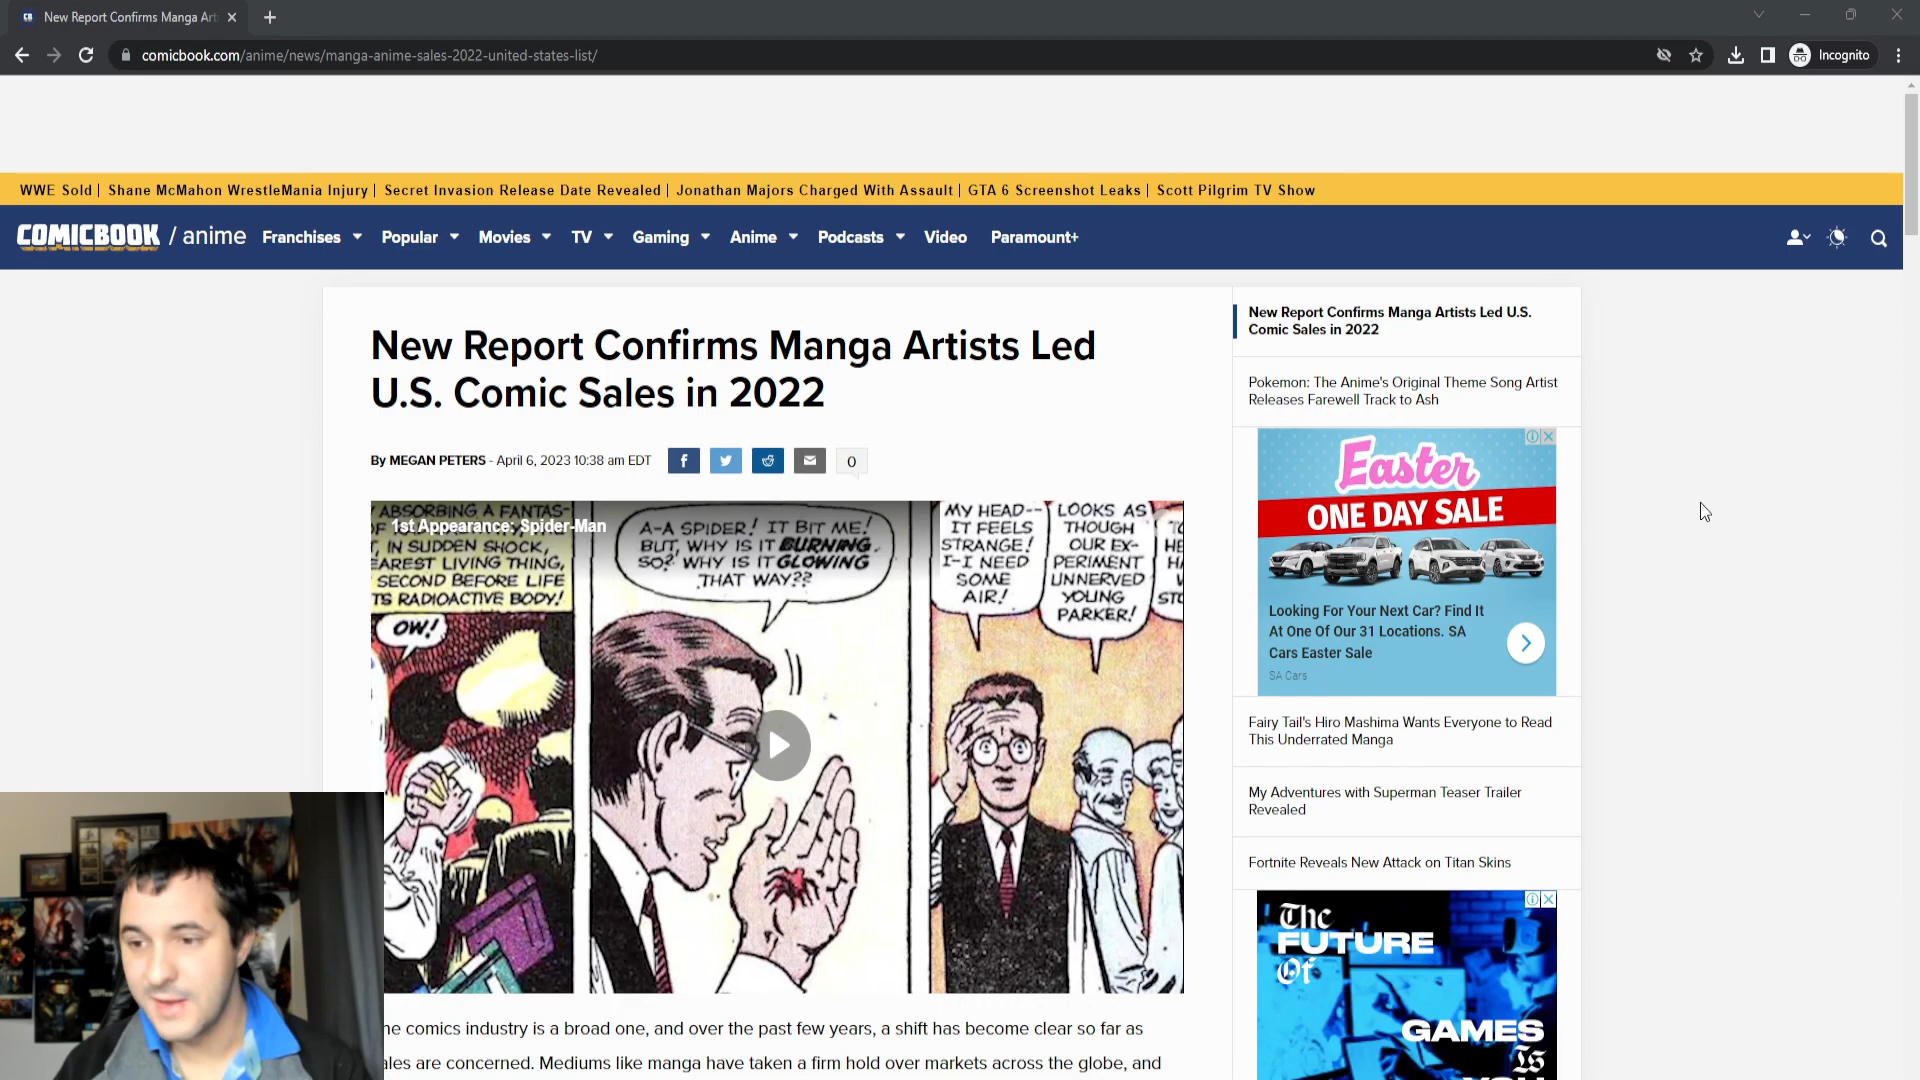 New Report Confirms Manga Art
comicbook.com/anime/news/manga-anime-sales-2022-united-states-list/
Incognito
WWE Sold | Shane McMahon WrestleMania Injury | Secret Invasion Release Date Revealed | Jonathan Majors Charged With Assault | GTA 6 Screenshot Leaks | Scott Pilgrim TV Show
COMICBOOK / anime Franchises Popular Movies TV Gaming Anime Podcasts Video Paramount+
New Report Confirms Manga Artists Led
U.S. Comic Sales in 2022
By MEGAN PETERS - April 6, 2023 10:38 am EDT
0
1st Appearance: Spider-Man
ABSORBING A FANTAS-
IN SUDDEN SHOCK,
EAREST LIVING THING,
SECOND BEFORE LIFE
TS RADIOACTIVE BODY!
OW!
A-A SPIDER! IT BIT ME!
BUT, WHY IS IT BURNING
SO? WHY IS IT GLOWING
THAT WAY??
MY HEAD--
IT FEELS
STRANGE!
I-I NEED
SOME
AIR!
LOOKS AS
THOUGH
OUR EX-
PERIMENT
UNNERVED
YOUNG
PARKER!
he comics industry is a broad one, and over the past few years, a shift has become clear so far as
ales are concerned. Mediums like manga have taken a firm hold over markets across the globe, and
New Report Confirms Manga Artists Led U.S.
Comic Sales in 2022
Pokemon: The Anime's Original Theme Song Artist
Releases Farewell Track to Ash
Easter
ONE DAY SALE
Looking For Your Next Car? Find It
At One Of Our 31 Locations. SA
Cars Easter Sale
SA Cars
Fairy Tail's Hiro Mashima Wants Everyone to Read
This Underrated Manga
My Adventures with Superman Teaser Trailer
Revealed
Fortnite Reveals New Attack on Titan Skins
The
FUTURE
Of
GAMES
Is
YOU